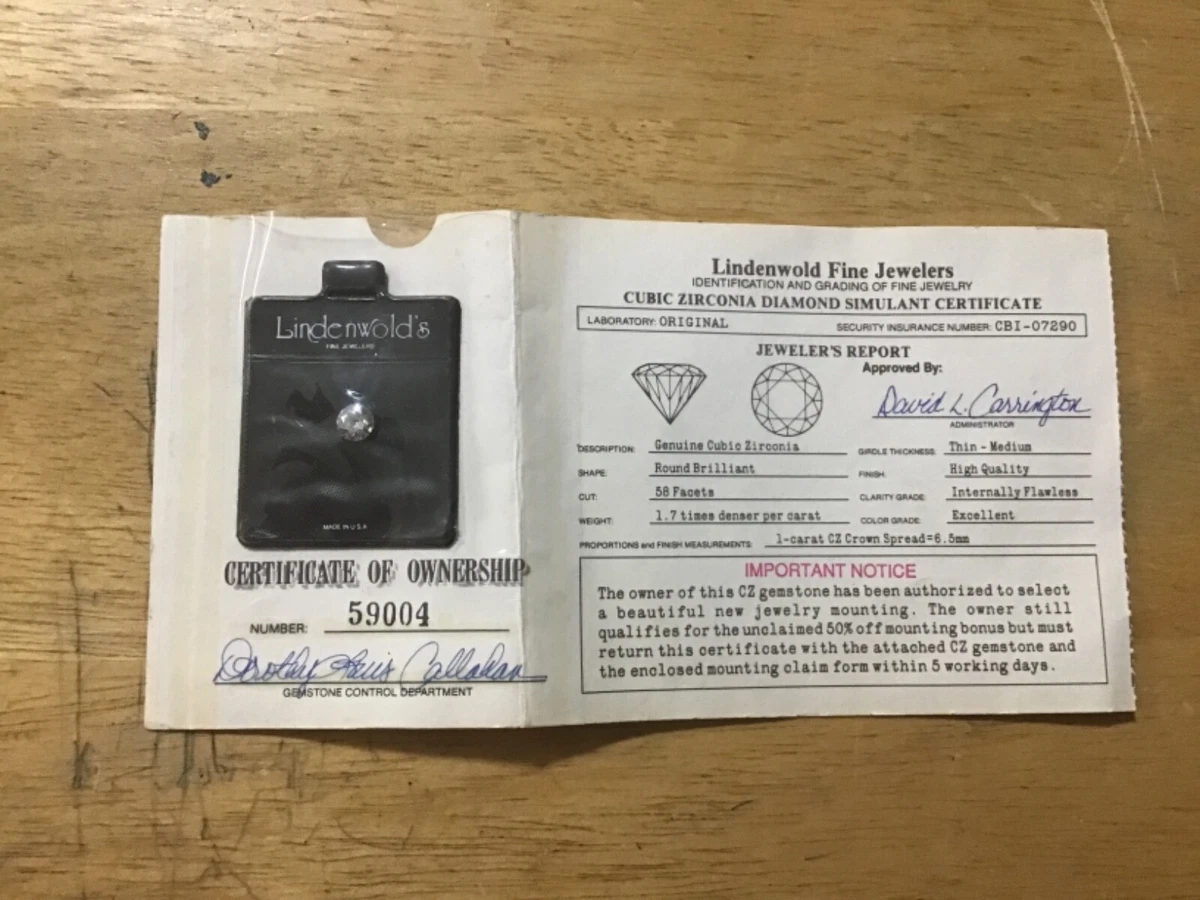 Lindenwold's
FINE JEWELERS
MADE IN U.S.A
CERTIFICATE OF OWNERSHIP
NUMBER: 59004
Dorothy Callahan
GEMSTONE CONTROL DEPARTMENT
Lindenwold Fine Jewelers
IDENTIFICATION AND GRADING OF FINE JEWELRY
CUBIC ZIRCONIA DIAMOND SIMULANT CERTIFICATE
LABORATORY: ORIGINAL SECURITY INSURANCE NUMBER: CBI-07290
JEWELER'S REPORT
Approved By:
David L. Carrington
ADMINISTRATOR
DESCRIPTION: Genuine Cubic Zirconia GIRDLE THICKNESS: Thin - Medium
SHAPE: Round Brilliant FINISH: High Quality
CUT: 58 Facets CLARITY GRADE: Internally Flawless
WEIGHT: 1.7 times denser per carat COLOR GRADE: Excellent
PROPORTIONS and FINISH MEASUREMENTS: 1-carat CZ Crown Spread=6.5mm
IMPORTANT NOTICE
The owner of this CZ gemstone has been authorized to select
a beautiful new jewelry mounting. The owner still
qualifies for the unclaimed 50% off mounting bonus but must
return this certificate with the attached CZ gemstone and
the enclosed mounting claim form within 5 working days.